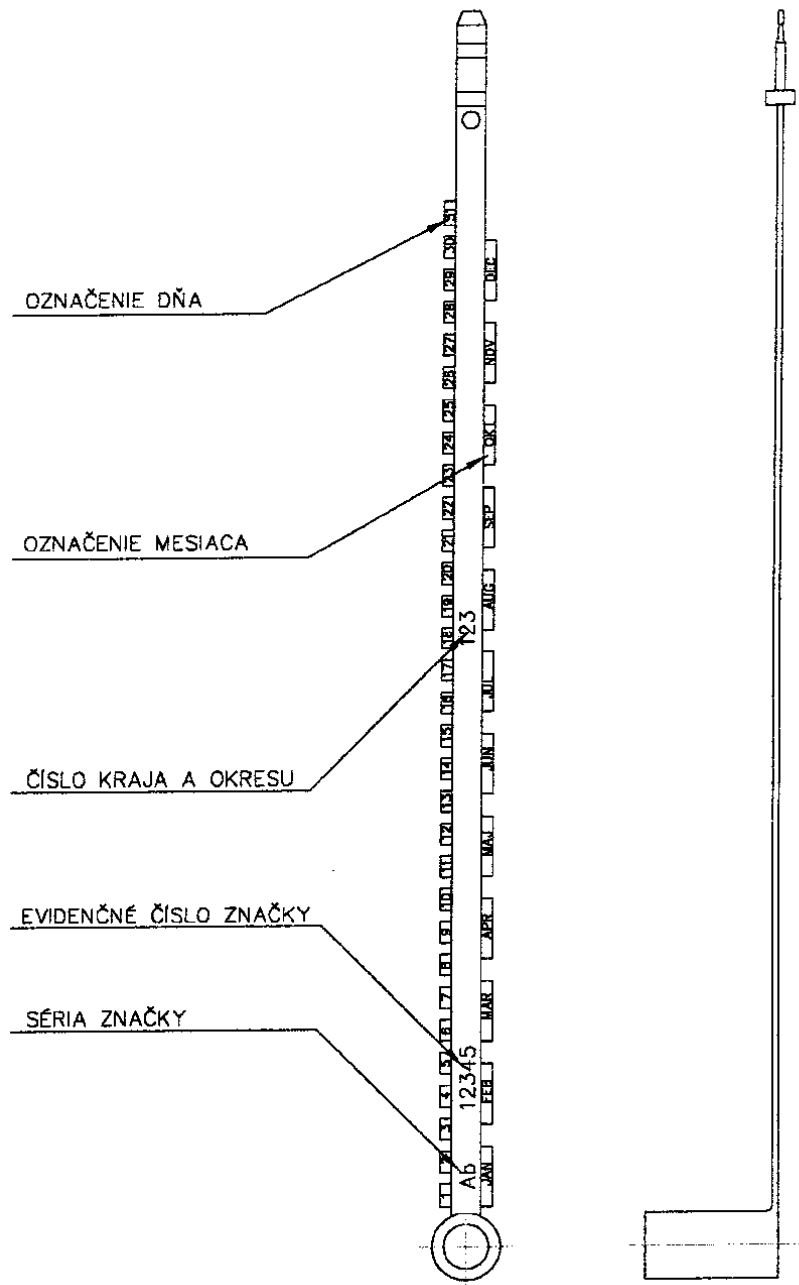 OZNAČENIE DŇA
OZNAČENIE MESIACA
ČÍSLO KRAJA A OKRESU
EVIDENČNÉ ČÍSLO ZNAČKY
SÉRIA ZNAČKY
1 2 3 4 5 6 7 8 9 10 11 12 13 14 15 16 17 18 19 20 21 22 23 24 25 26 27 28 29 30 31
Ab 12345 123
JAN FEB MAR APR MAJ JUN JUL AUG SEP OKT NOV DEC